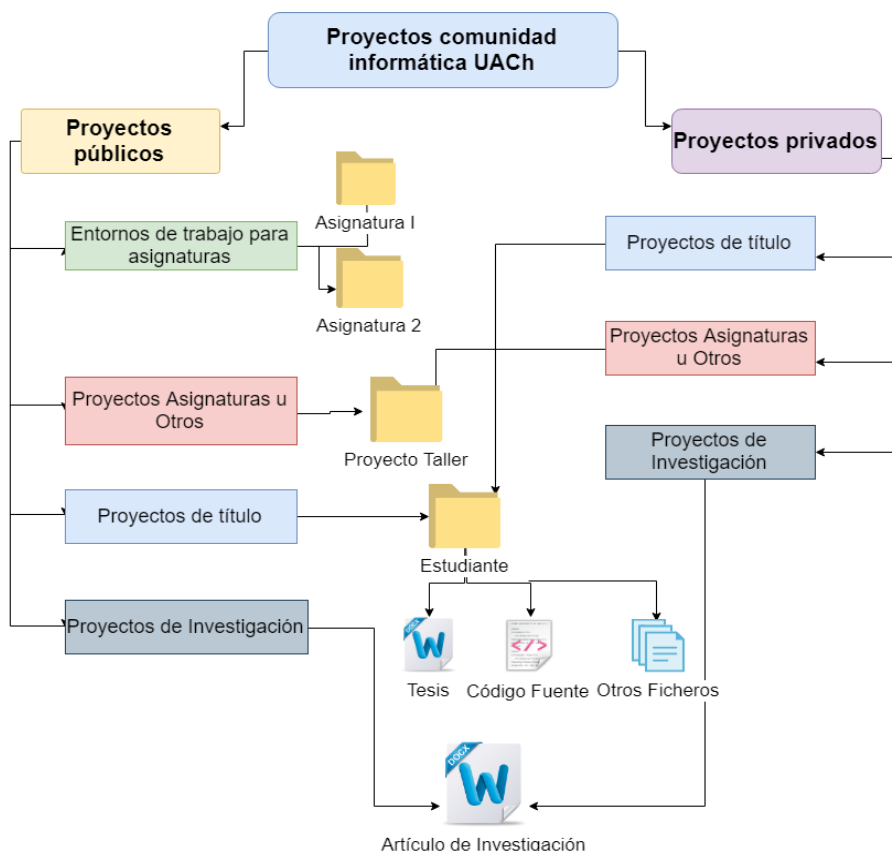 Proyectos comunidad
informática UACh
Proyectos
públicos
Proyectos privados
Asignatura I
Entornos de trabajo para
asignaturas
Proyectos de título
Asignatura 2
Proyectos Asignaturas
u Otros
Proyectos Asignaturas u
Otros
Proyecto Taller
Proyectos de
Investigación
Proyectos de título
Estudiante
Proyectos de Investigación
DOCX
W
</>
Tesis
Código Fuente
Otros Ficheros
DOCX
W
Artículo de Investigación